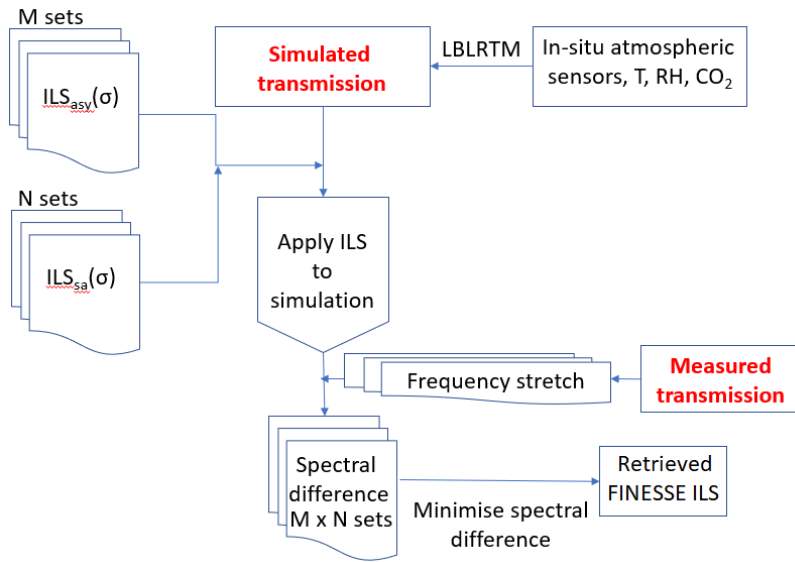 M sets
ILSasy(σ)
N sets
ILSsa(σ)
Simulated
transmission
LBLRTM
In-situ atmospheric
sensors, T, RH, CO₂
Apply ILS
to
simulation
Frequency stretch
Measured
transmission
Spectral
difference
M x N sets
Minimise spectral
difference
Retrieved
FINESSE ILS